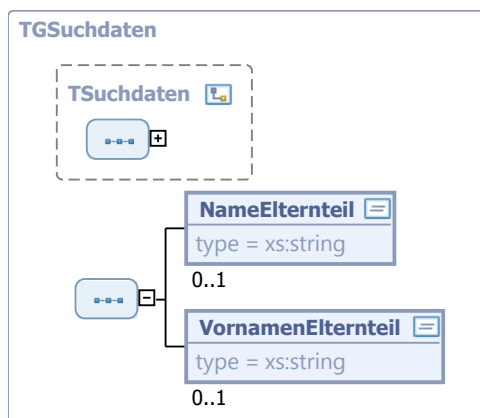 TGSuchdaten
TSuchdaten
NameElternteil
type = xs:string
0..1
VornamenElternteil
type = xs:string
0..1